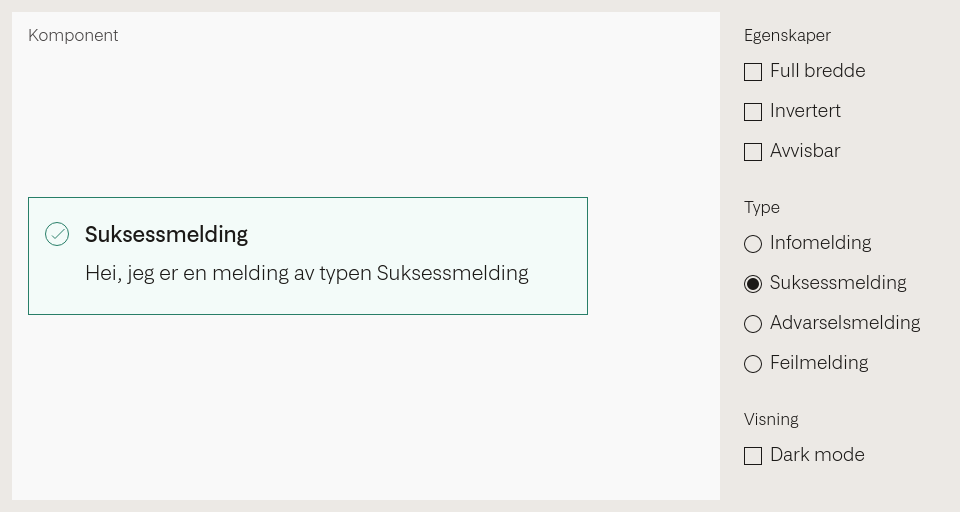 Komponent
Suksessmelding
Hei, jeg er en melding av typen Suksessmelding
Egenskaper
Full bredde
Invertert
Avvisbar
Type
Infomelding
Suksessmelding
Advarselsmelding
Feilmelding
Visning
Dark mode